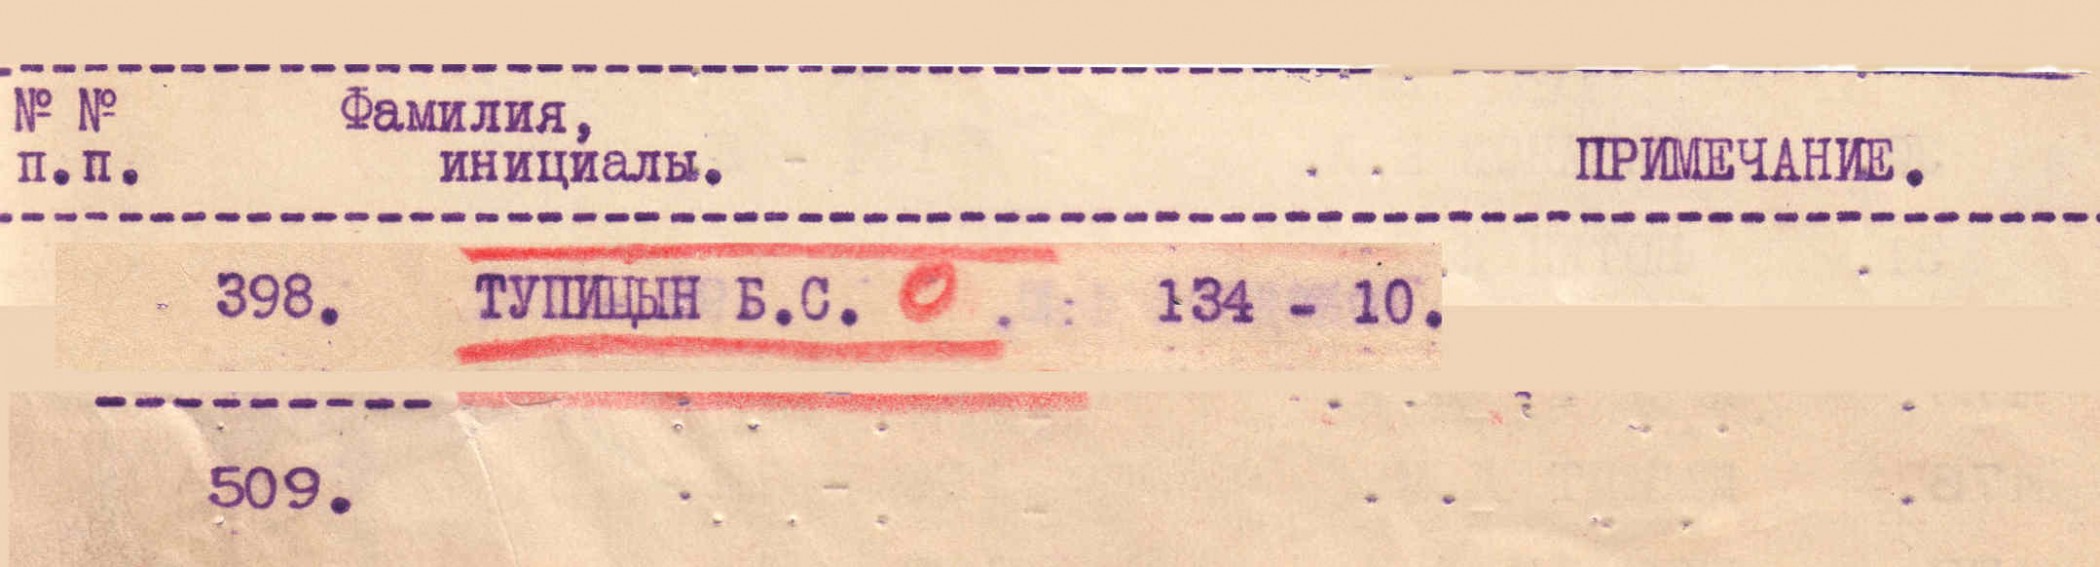 № № Фамилия,
п.п. инициалы. ПРИМЕЧАНИЕ.
398. ТУПИЦЫН Б.С. 134 - 10.
509.